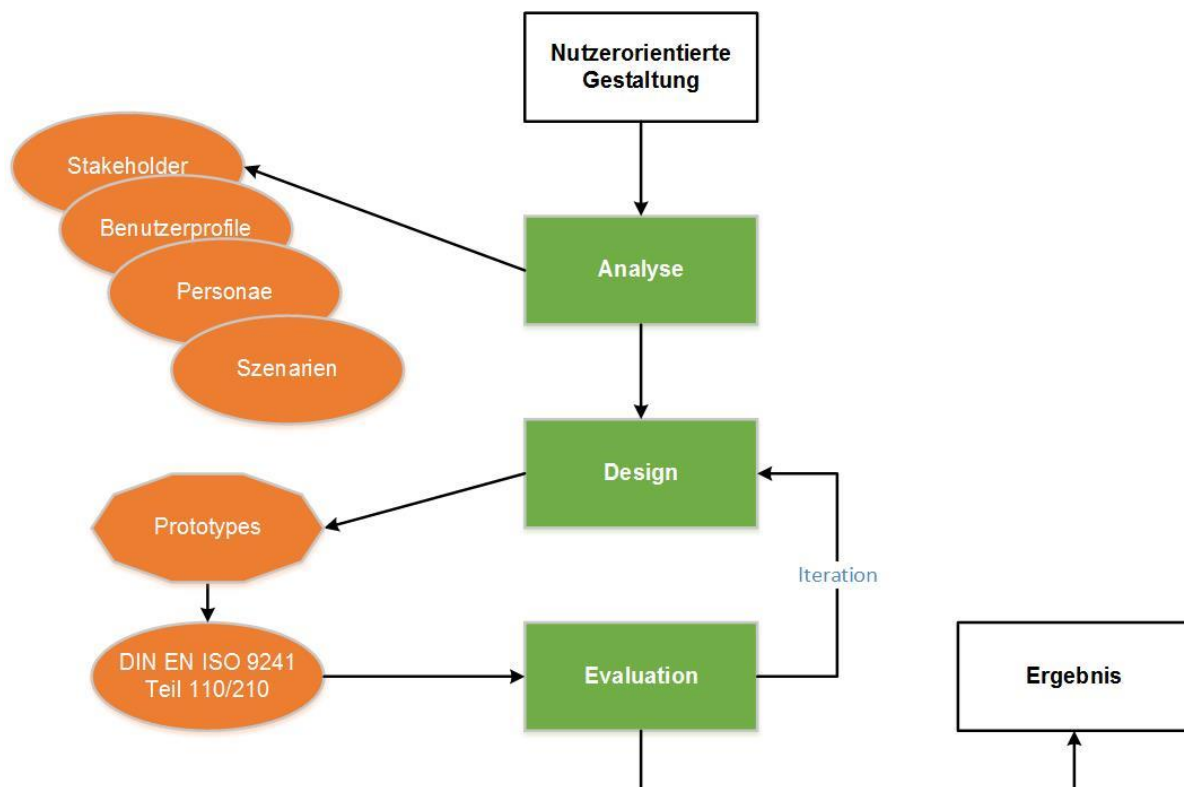 Nutzerorientierte
Gestaltung
Stakeholder
Benutzerprofile
Analyse
Personae
Szenarien
Design
Prototypes
Iteration
DIN EN ISO 9241
Teil 110/210
Evaluation
Ergebnis